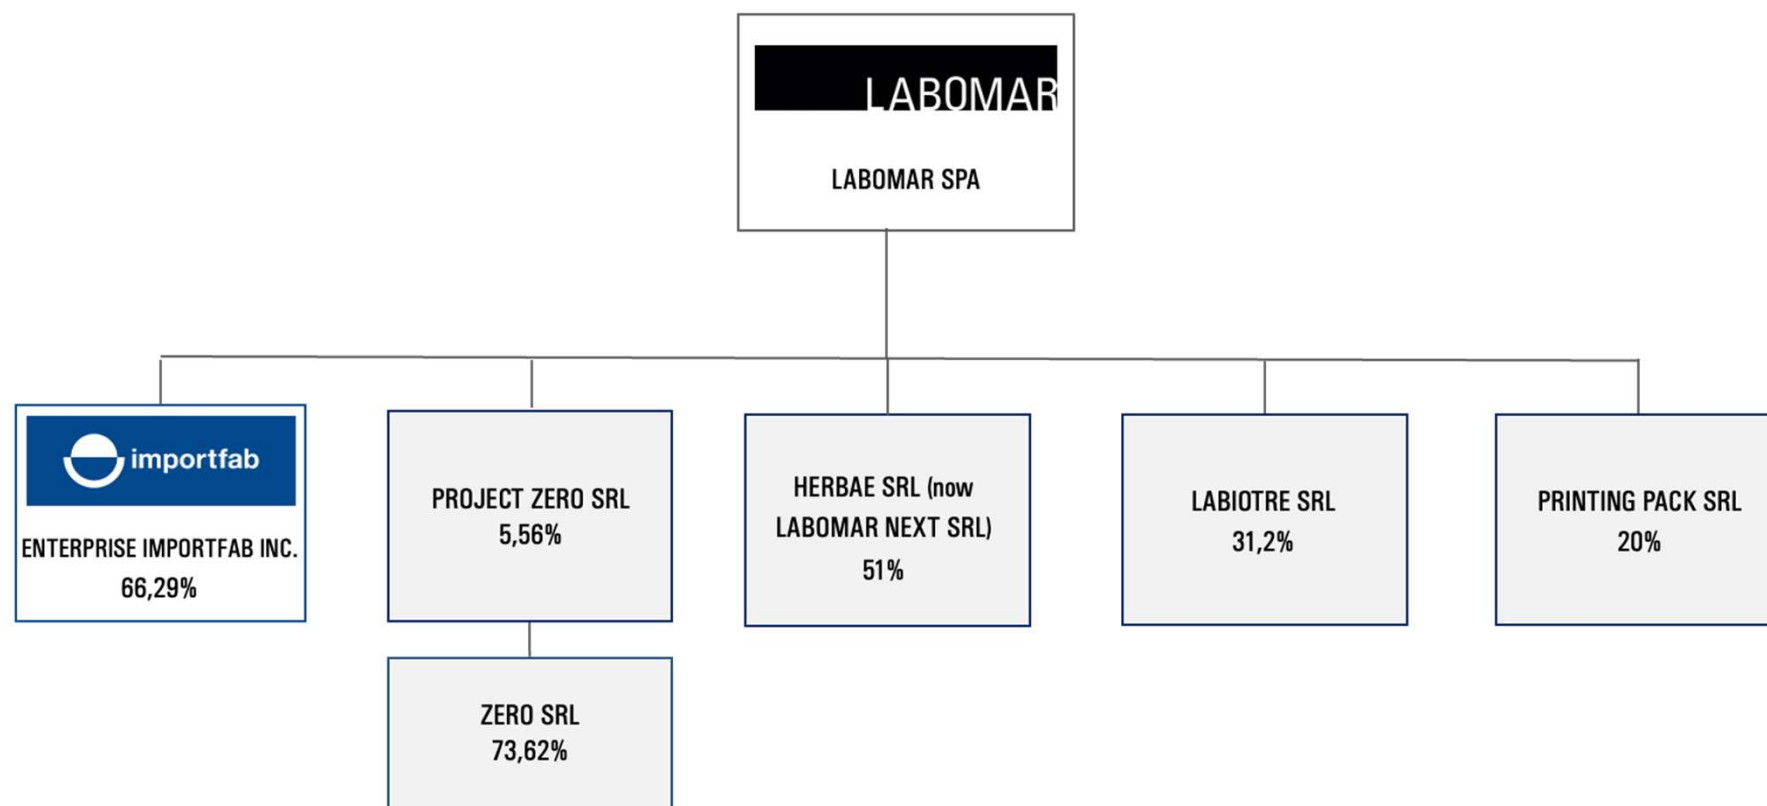 LABOMAR
LABOMAR SPA
importfab
ENTERPRISE IMPORTFAB INC.
66,29%
PROJECT ZERO SRL
5,56%
HERBAE SRL (now
LABOMAR NEXT SRL)
51%
LABIOTRE SRL
31,2%
PRINTING PACK SRL
20%
ZERO SRL
73,62%